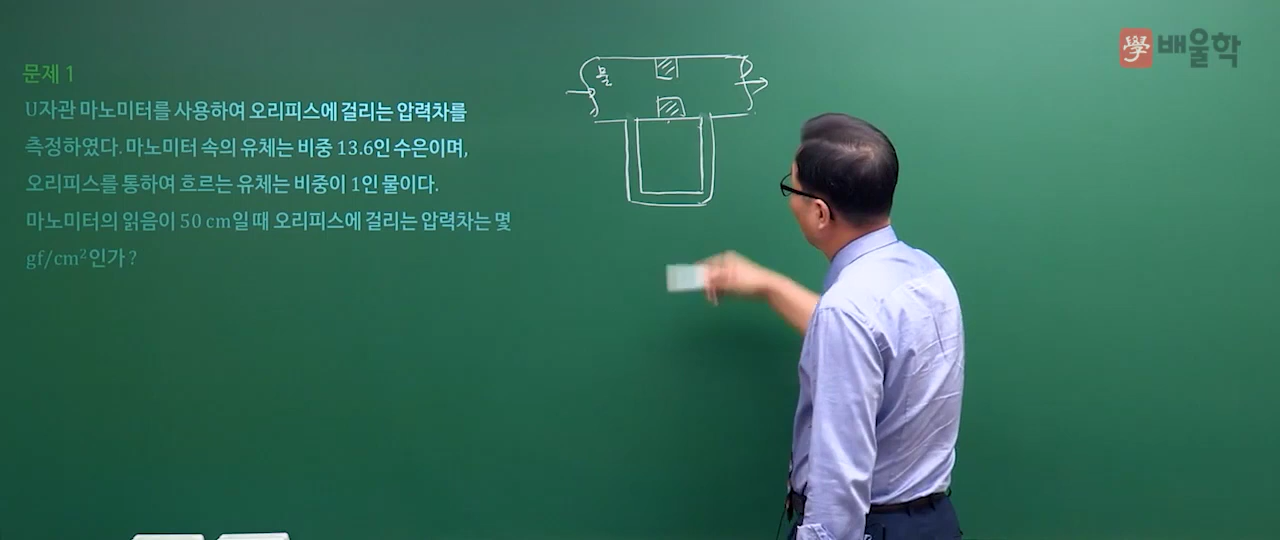 문제 1
U자관 마노미터를 사용하여 오리피스에 걸리는 압력차를
측정하였다. 마노미터 속의 유체는 비중 13.6인 수은이며,
오리피스를 통하여 흐르는 유체는 비중이 1인 물이다.
마노미터의 읽음이 50 cm일 때 오리피스에 걸리는 압력차는 몇
gf/cm²인가?
물
學 배울학